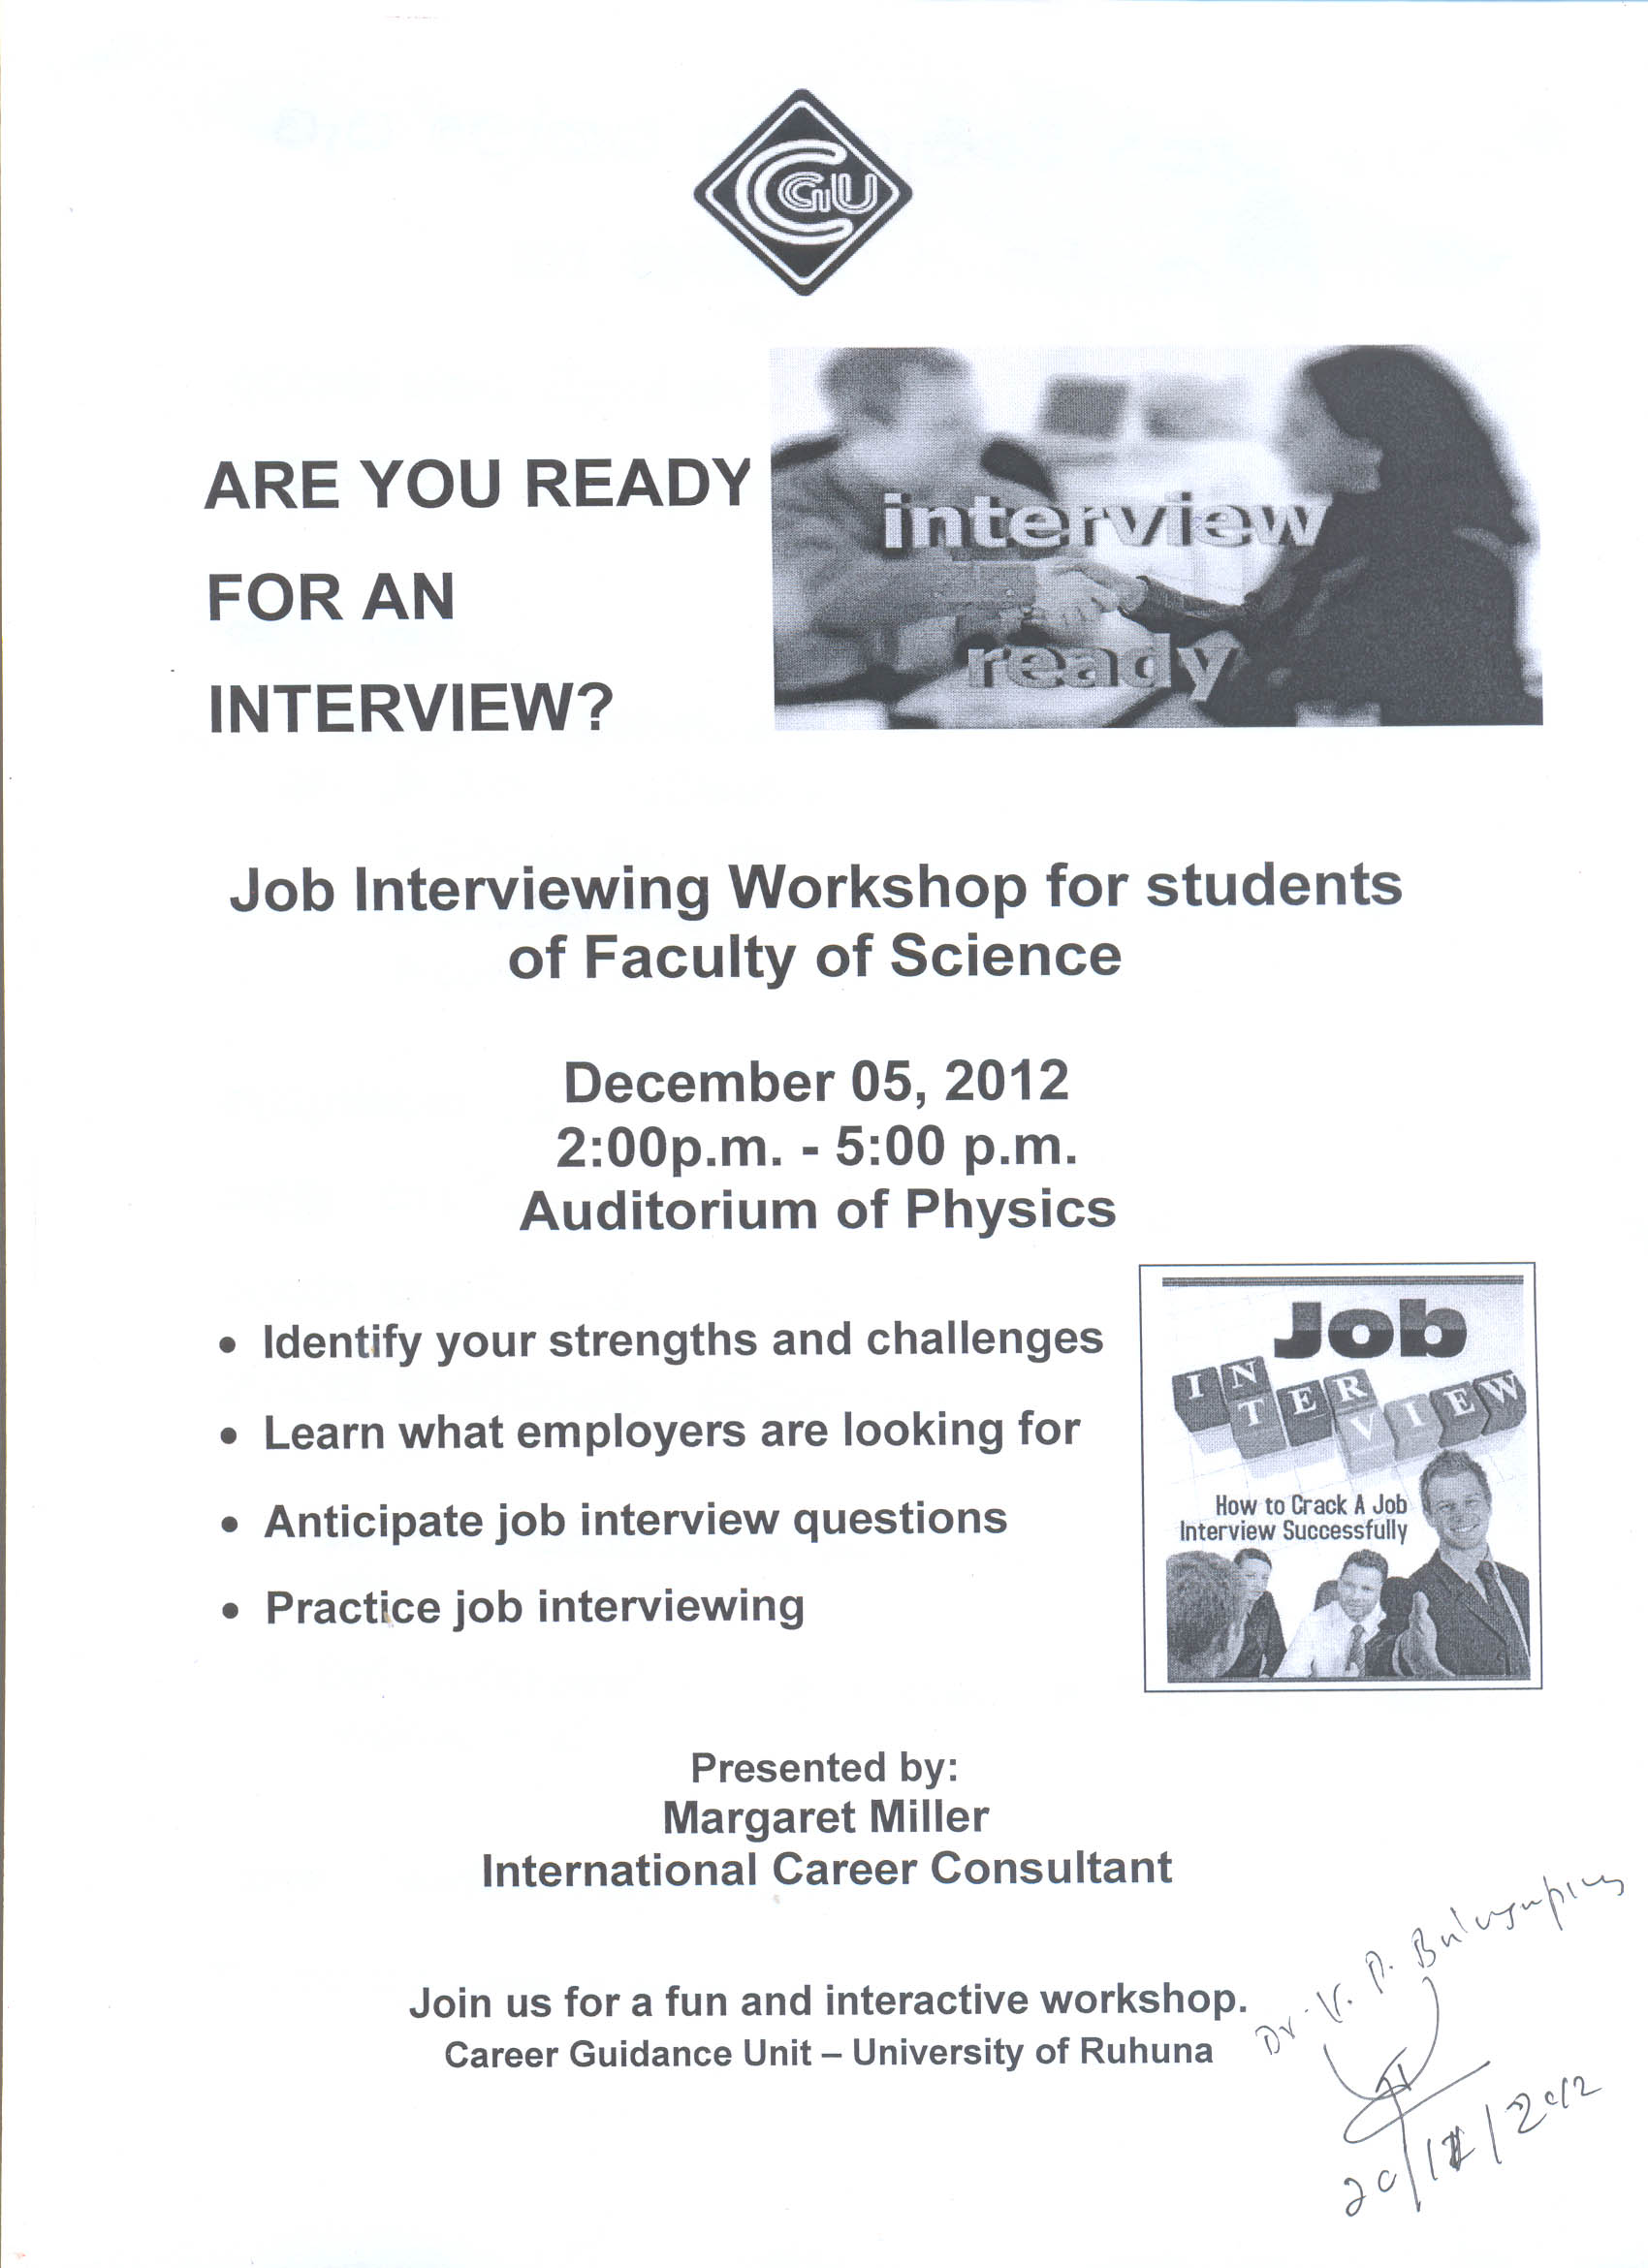 CGU
ARE YOU READY
FOR AN
INTERVIEW?
interview
ready
Job Interviewing Workshop for students
of Faculty of Science
December 05, 2012
2:00p.m. - 5:00 p.m.
Auditorium of Physics
• Identify your strengths and challenges
• Learn what employers are looking for
• Anticipate job interview questions
• Practice job interviewing
Job
INTERVIEW
How to Crack A Job
Interview Successfully
Presented by:
Margaret Miller
International Career Consultant
Join us for a fun and interactive workshop.
Career Guidance Unit – University of Ruhuna
Dr. K. P.